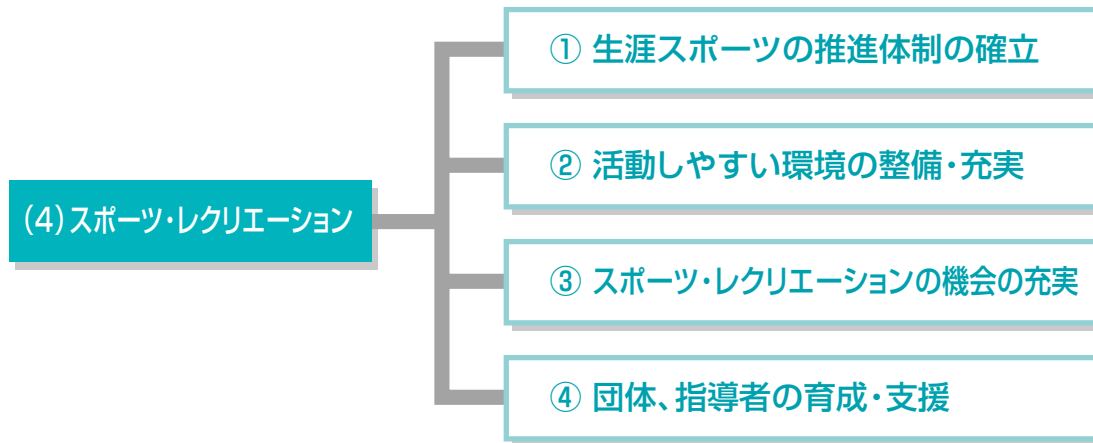 (4)スポーツ・レクリエーション
① 生涯スポーツの推進体制の確立
② 活動しやすい環境の整備・充実
③ スポーツ・レクリエーションの機会の充実
④ 団体、指導者の育成・支援